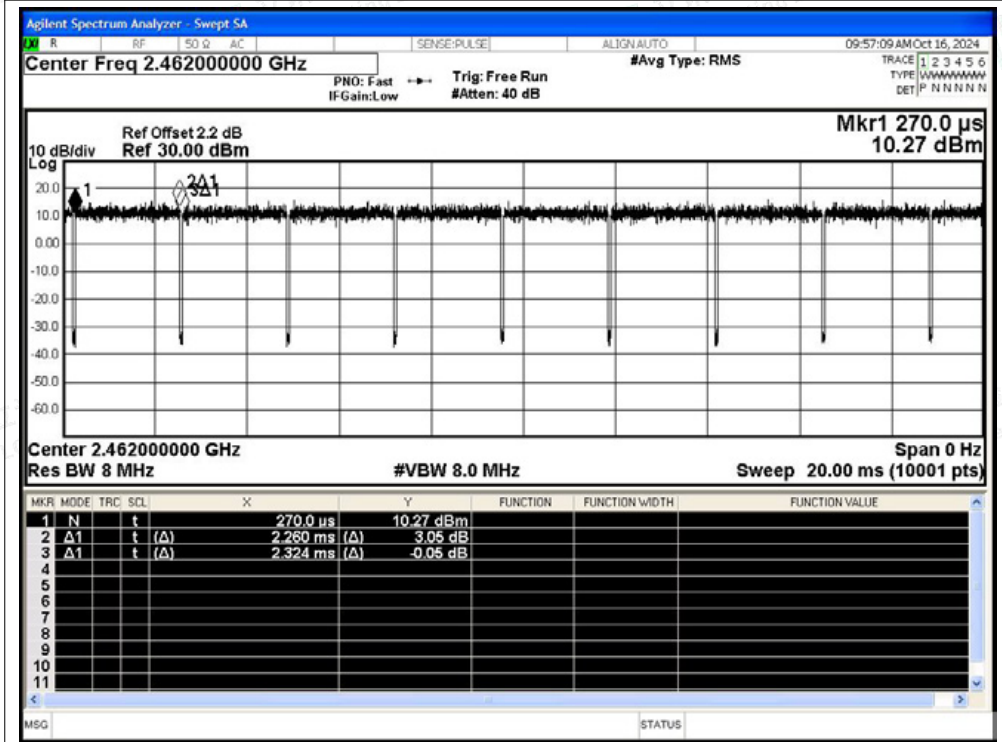 Agilent Spectrum Analyzer - Swept SA
LXI R RF 50 Ω AC SENSE:PULSE ALIGN AUTO 09:57:09 AM Oct 16, 2024
Center Freq 2.462000000 GHz
PNO: Fast Trig: Free Run #Avg Type: RMS TRACE 1 2 3 4 5 6
IFGain:Low #Atten: 40 dB TYPE WWWWWW
DET P N N N N N
Mkr1 270.0 µs
10.27 dBm
Ref Offset 2.2 dB
10 dB/div Ref 30.00 dBm
Log
1 2Δ1
3Δ1
20.0
10.0
0.00
-10.0
-20.0
-30.0
-40.0
-50.0
-60.0
Center 2.462000000 GHz Span 0 Hz
Res BW 8 MHz #VBW 8.0 MHz Sweep 20.00 ms (10001 pts)
MKR MODE TRC SCL X Y FUNCTION FUNCTION WIDTH FUNCTION VALUE
1 N t 270.0 µs 10.27 dBm
2 Δ1 t (Δ) 2.260 ms (Δ) 3.05 dB
3 Δ1 t (Δ) 2.324 ms (Δ) -0.05 dB
4
5
6
7
8
9
10
11
MSG STATUS